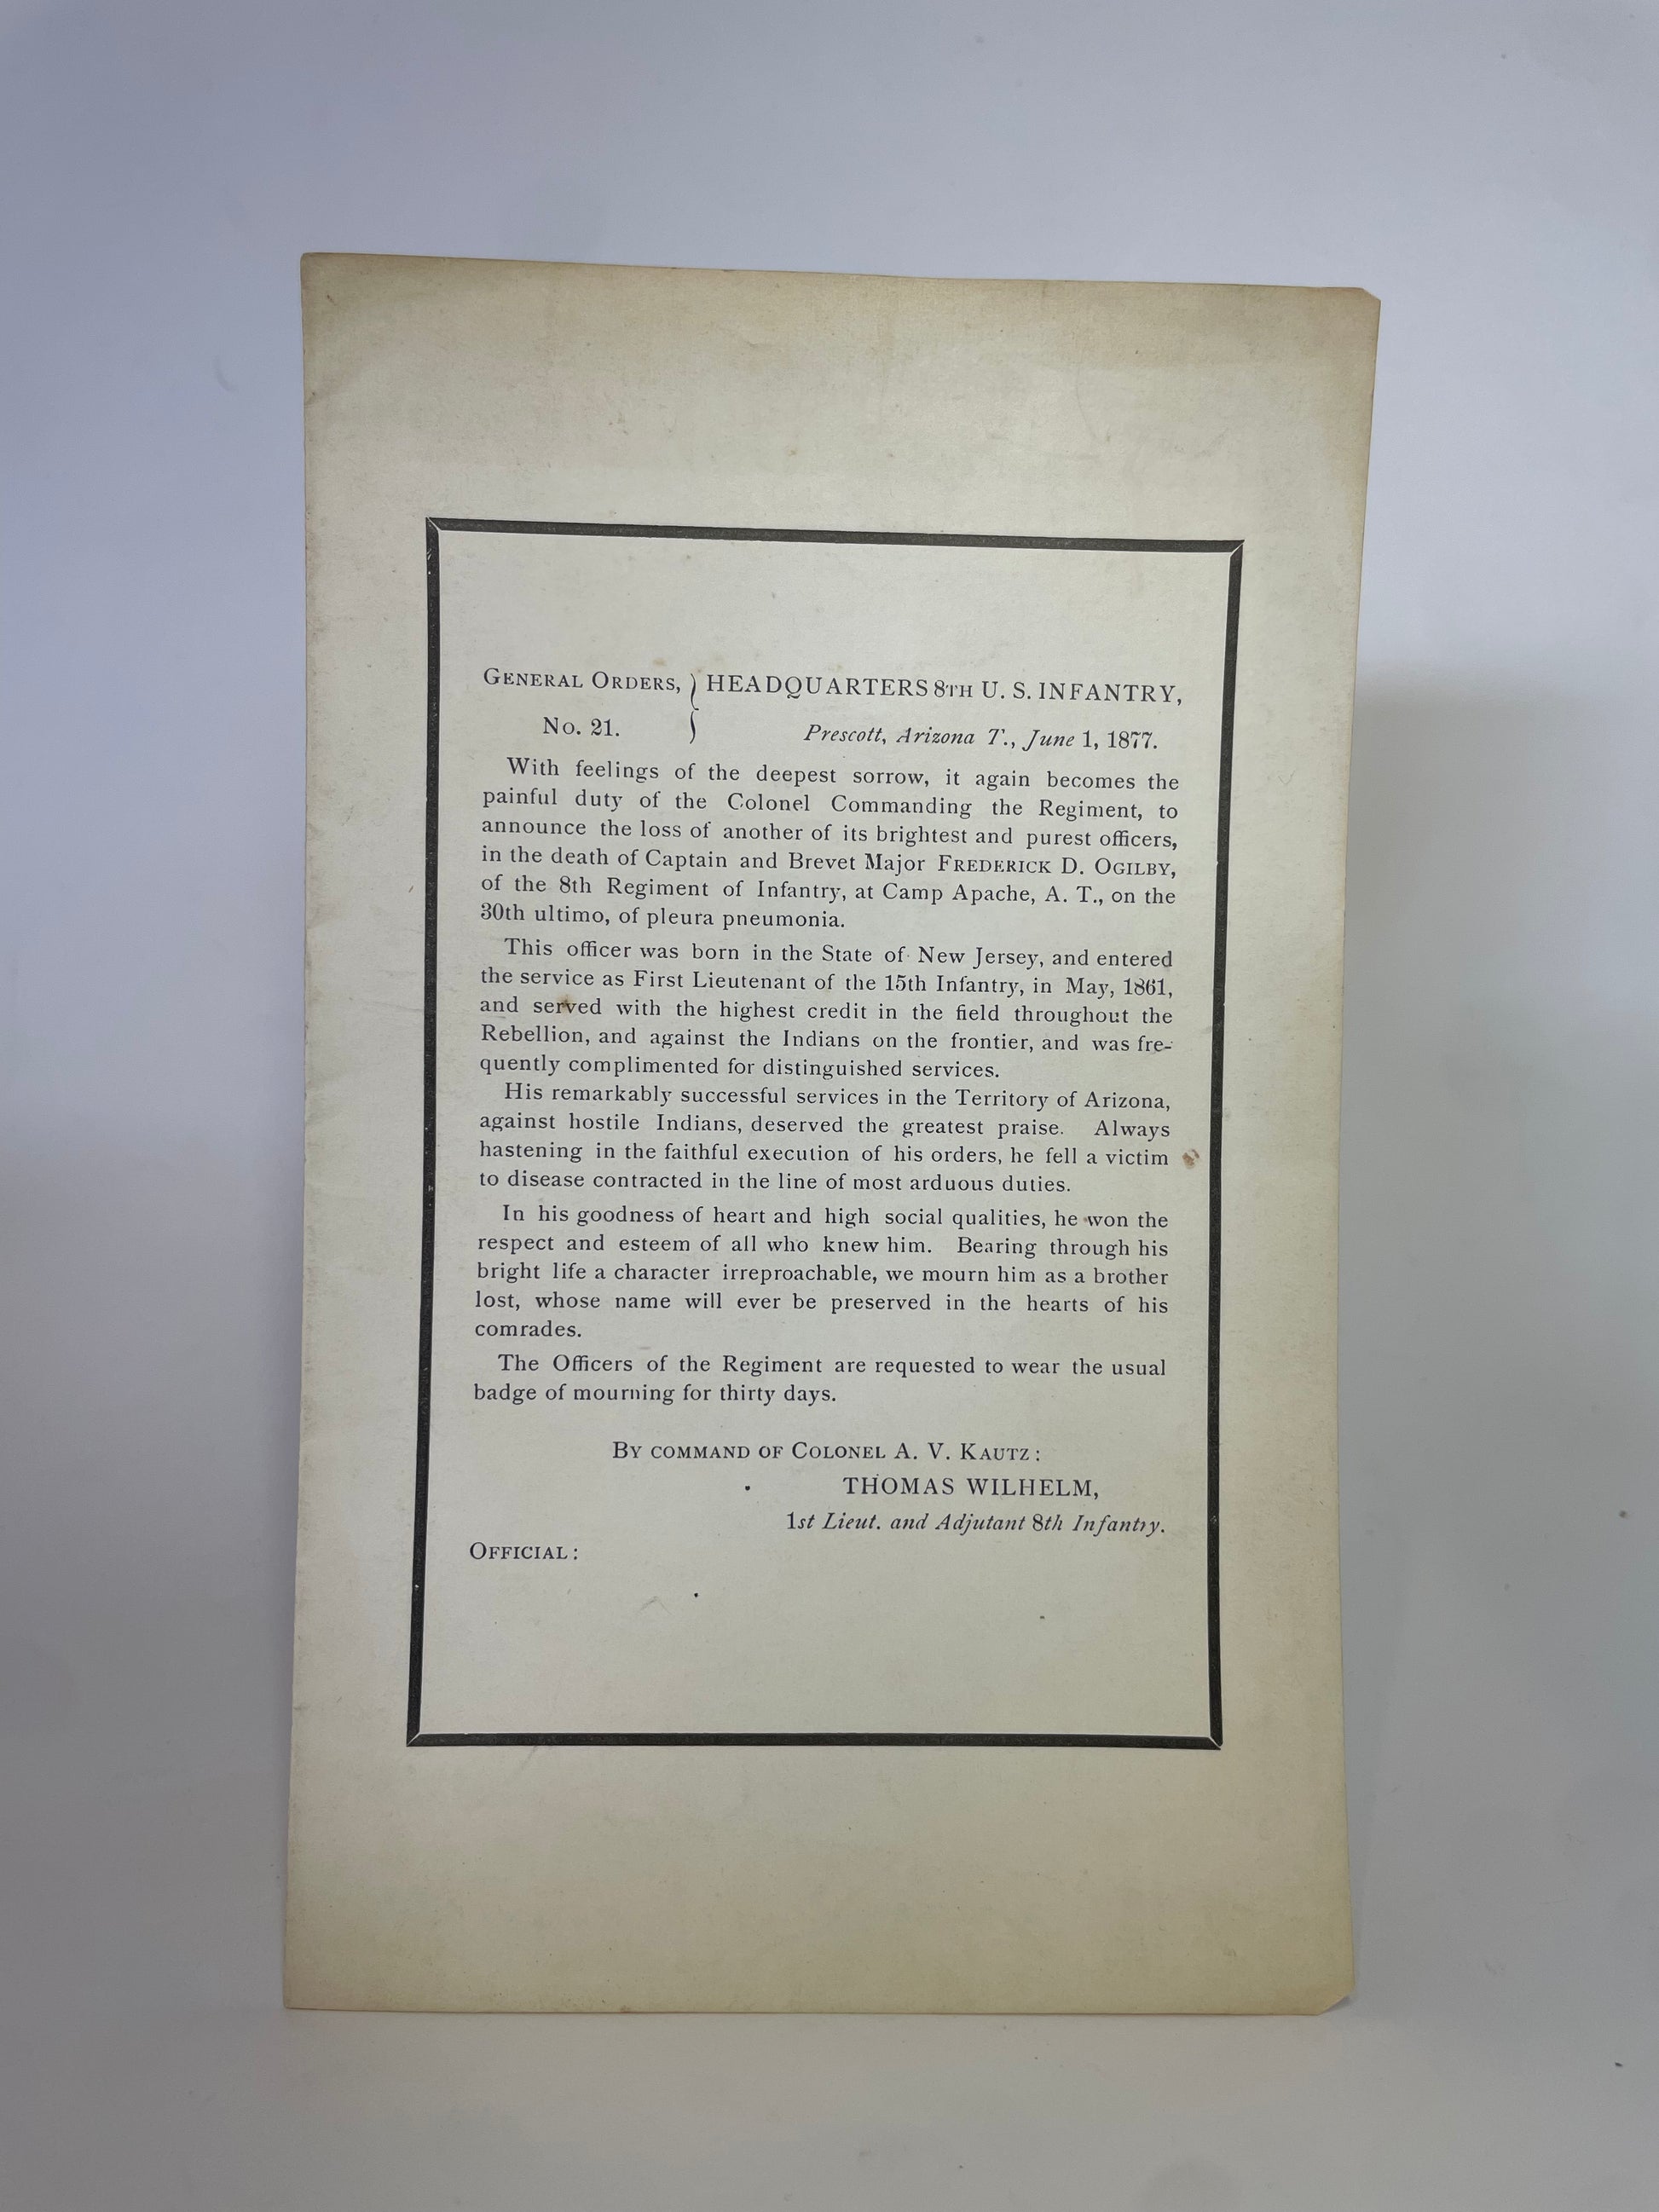 GENERAL ORDERS, } HEADQUARTERS 8TH U. S. INFANTRY,
No. 21. Prescott, Arizona T., June 1, 1877.
With feelings of the deepest sorrow, it again becomes the
painful duty of the Colonel Commanding the Regiment, to
announce the loss of another of its brightest and purest officers,
in the death of Captain and Brevet Major FREDERICK D. OGILBY,
of the 8th Regiment of Infantry, at Camp Apache, A. T., on the
30th ultimo, of pleura pneumonia.
This officer was born in the State of New Jersey, and entered
the service as First Lieutenant of the 15th Infantry, in May, 1861,
and served with the highest credit in the field throughout the
Rebellion, and against the Indians on the frontier, and was fre-
quently complimented for distinguished services.
His remarkably successful services in the Territory of Arizona,
against hostile Indians, deserved the greatest praise. Always
hastening in the faithful execution of his orders, he fell a victim
to disease contracted in the line of most arduous duties.
In his goodness of heart and high social qualities, he won the
respect and esteem of all who knew him. Bearing through his
bright life a character irreproachable, we mourn him as a brother
lost, whose name will ever be preserved in the hearts of his
comrades.
The Officers of the Regiment are requested to wear the usual
badge of mourning for thirty days.
BY COMMAND OF COLONEL A. V. KAUTZ:
THOMAS WILHELM,
1st Lieut. and Adjutant 8th Infantry.
OFFICIAL: